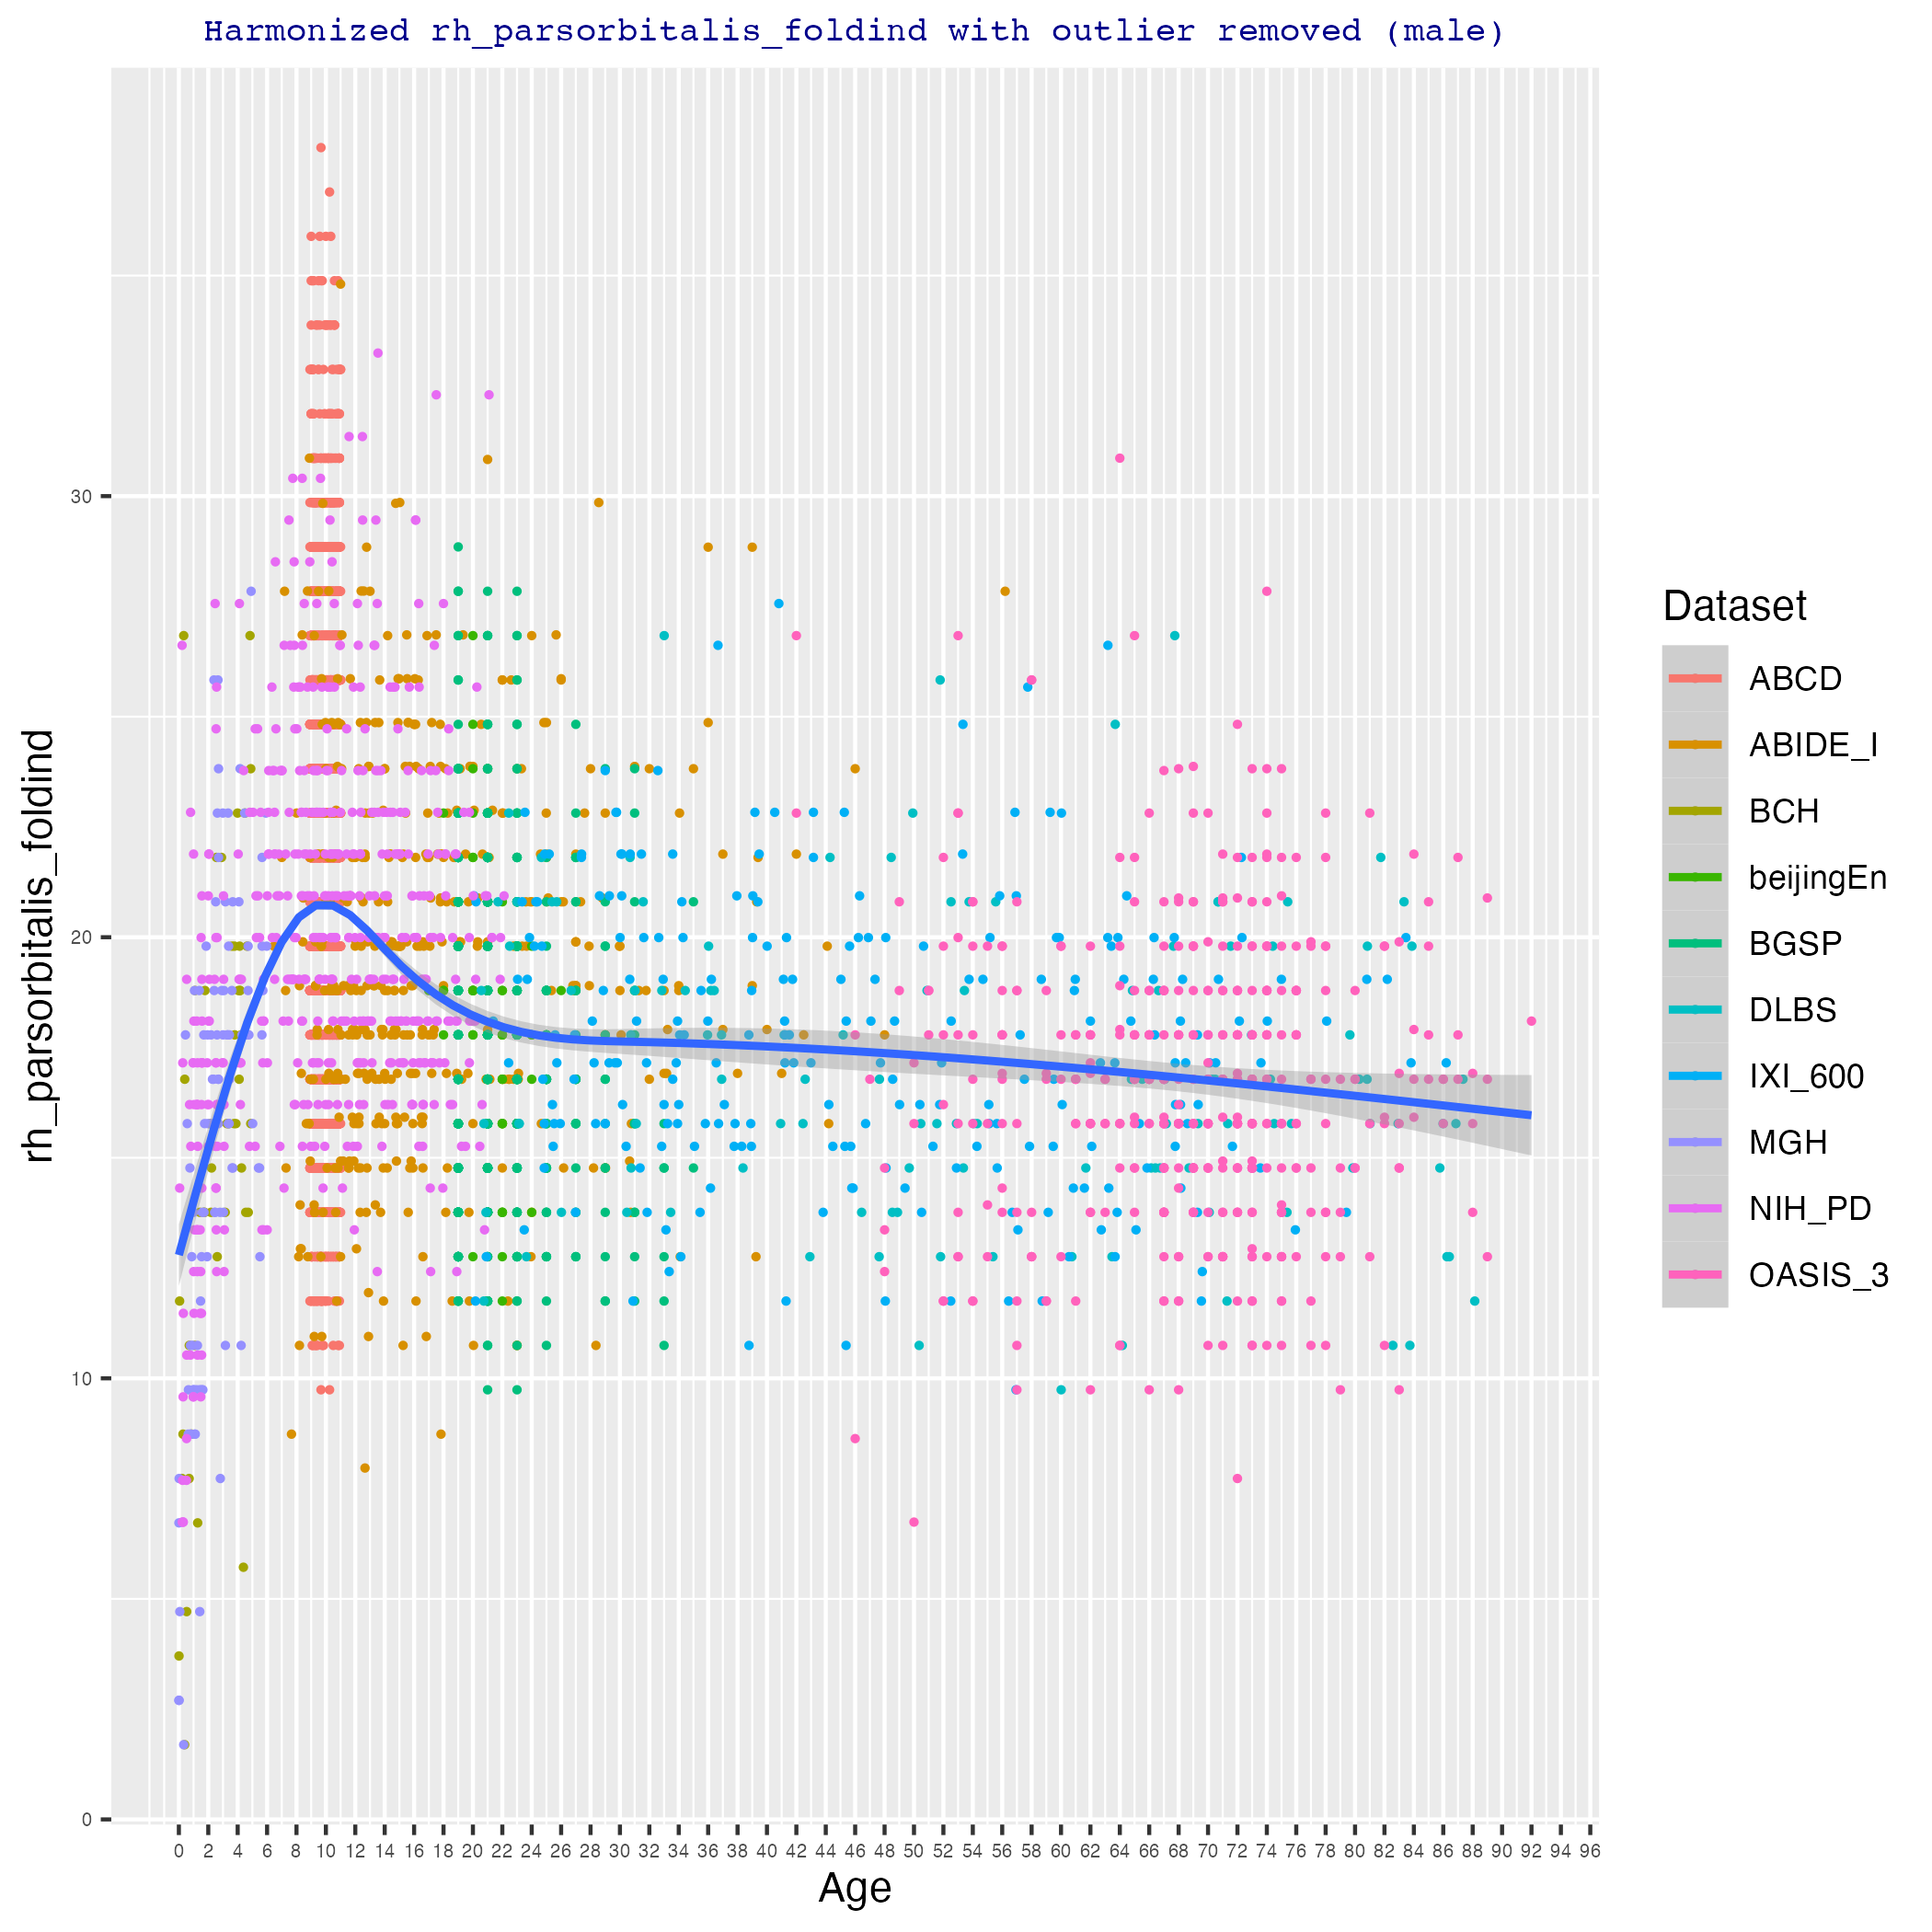 Harmonized rh_parsorbitalis_foldind with outlier removed (male)
rh_parsorbitalis_foldind
30
20
10
0
0 2 4 6 8 10 12 14 16 18 20 22 24 26 28 30 32 34 36 38 40 42 44 46 48 50 52 54 56 58 60 62 64 66 68 70 72 74 76 78 80 82 84 86 88 90 92 94 96
Age
Dataset
ABCD
ABIDE_I
BCH
beijingEn
BGSP
DLBS
IXI_600
MGH
NIH_PD
OASIS_3